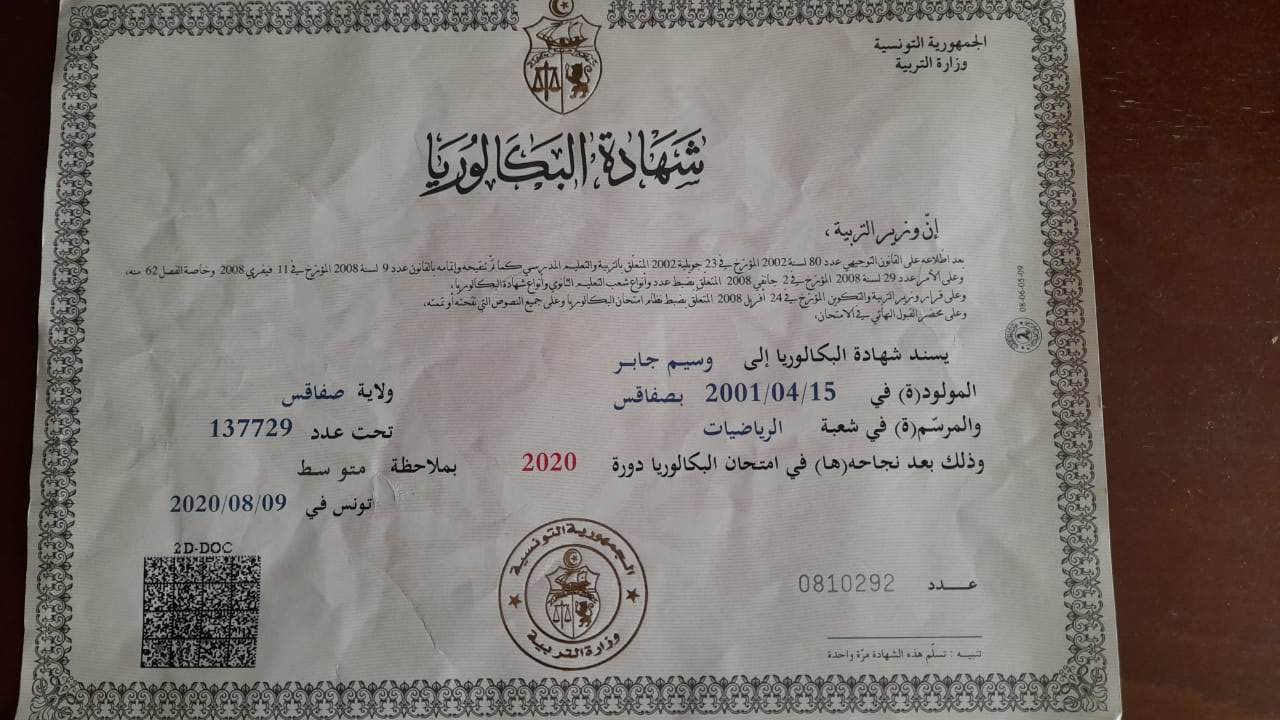 الجمهورية التونسية
وزارة التربية
شهادة البكالوريا
إنّ وزير التربية،
بعد اطلاعه على القانون التوجيهي عدد 80 لسنة 2002 المؤرّخ في 23 جويلية 2002 المتعلّق بالتربية والتعليم المدرسي كما تمّ تنقيحه وإتمامه بالقانون عدد 9 لسنة 2008 المؤرّخ في 11 فيفري 2008 وخاصة الفصل 62 منه،
وعلى الأمر عدد 29 لسنة 2008 المؤرّخ في 2 جانفي 2008 المتعلق بضبط عدد وأنواع شعب التعليم الثانوي وأنواع شهادة البكالوريا،
وعلى قرار وزير التربية والتكوين المؤرّخ في 24 أفريل 2008 المتعلّق بضبط نظام امتحان البكالوريا وعلى جميع النصوص التي نقحته أو تممته،
وعلى محضر القبول النهائي في الامتحان،
يسند شهادة البكالوريا إلى وسيم جابر
المولود(ة) في 2001/04/15 بصفاقس ولاية صفاقس
والمرسّم(ة) في شعبة الرياضيات تحت عدد 137729
وذلك بعد نجاحه(ها) في امتحان البكالوريا دورة 2020 بملاحظة متوسط
تونس في 2020/08/09
2D-DOC
الجمهورية التونسية
وزارة التربية
عدد 0810292
تنبيه : تسلّم هذه الشهادة مرّة واحدة
08-06-05-09